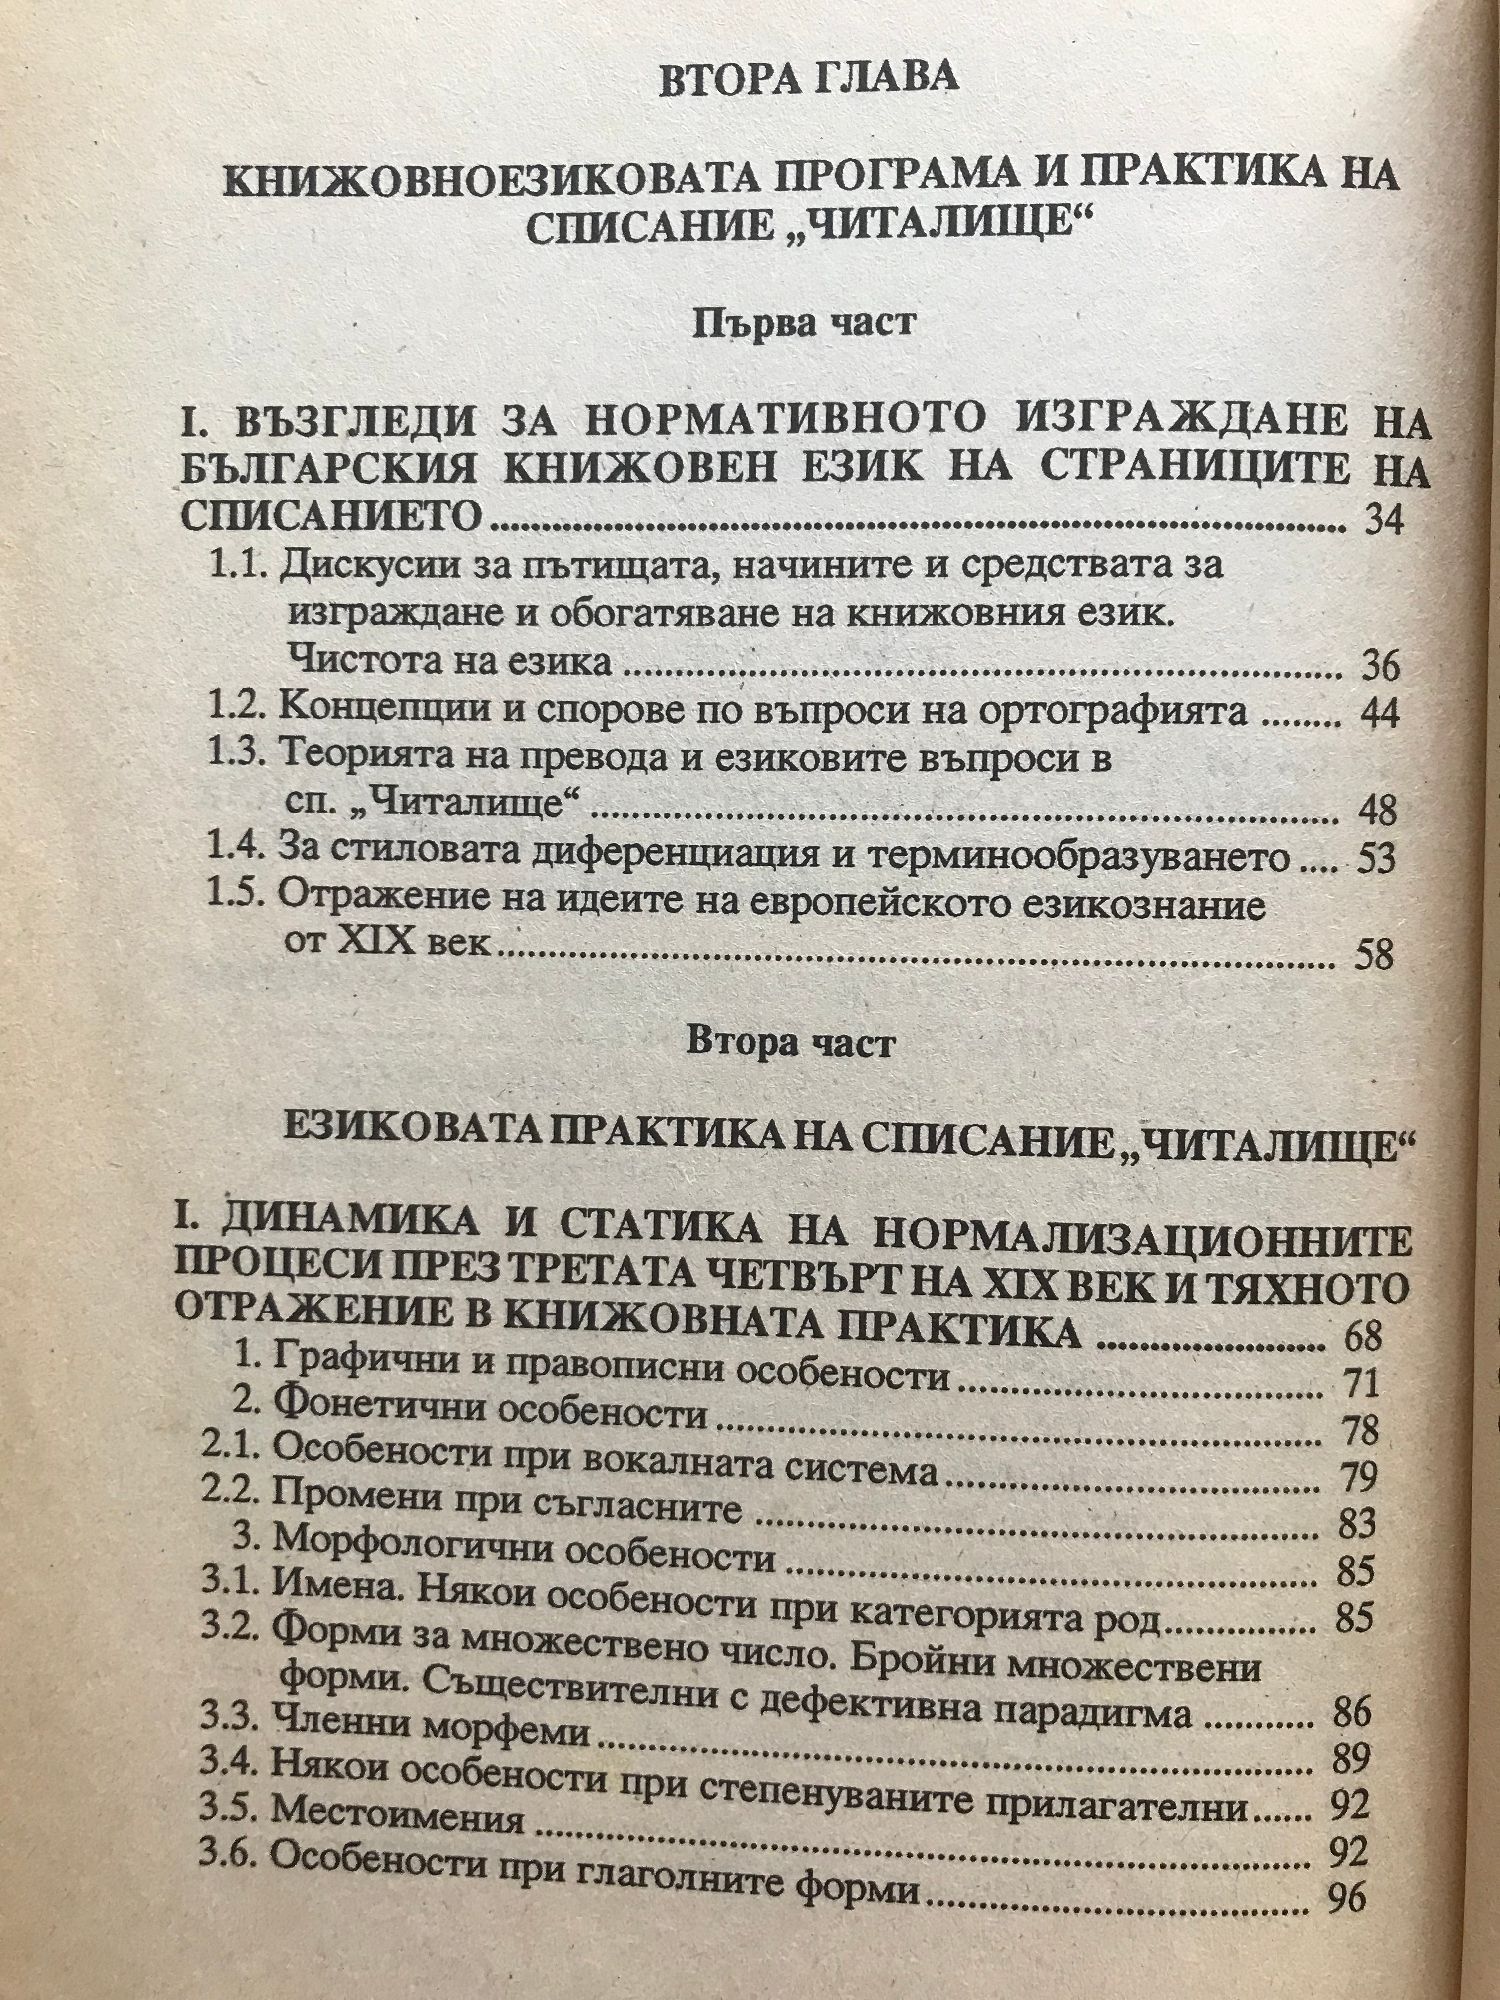 ВТОРА ГЛАВА
КНИЖОВНОЕЗИКОВАТА ПРОГРАМА И ПРАКТИКА НА
СПИСАНИЕ „ЧИТАЛИЩЕ“
Първа част
I. ВЪЗГЛЕДИ ЗА НОРМАТИВНОТО ИЗГРАЖДАНЕ НА
БЪЛГАРСКИЯ КНИЖОВЕН ЕЗИК НА СТРАНИЦИТЕ НА
СПИСАНИЕТО ........ 34
1.1. Дискусии за пътищата, начините и средствата за
изграждане и обогатяване на книжовния език.
Чистота на езика ........ 36
1.2. Концепции и спорове по въпроси на ортографията ........ 44
1.3. Теорията на превода и езиковите въпроси в
сп. „Читалище“ ........ 48
1.4. За стиловата диференциация и терминообразуването .... 53
1.5. Отражение на идеите на европейското езикознание
от XIX век ........ 58
Втора част
ЕЗИКОВАТА ПРАКТИКА НА СПИСАНИЕ „ЧИТАЛИЩЕ“
I. ДИНАМИКА И СТАТИКА НА НОРМАЛИЗАЦИОННИТЕ
ПРОЦЕСИ ПРЕЗ ТРЕТАТА ЧЕТВЪРТ НА XIX ВЕК И ТЯХНОТО
ОТРАЖЕНИЕ В КНИЖОВНАТА ПРАКТИКА ........ 68
1. Графични и правописни особености ........ 71
2. Фонетични особености ........ 78
2.1. Особености при вокалната система ........ 79
2.2. Промени при съгласните ........ 83
3. Морфологични особености ........ 85
3.1. Имена. Някои особености при категорията род ........ 85
3.2. Форми за множествено число. Бройни множествени
форми. Съществителни с дефективна парадигма ........ 86
3.3. Членни морфеми ........ 89
3.4. Някои особености при степенуваните прилагателни ...... 92
3.5. Местоимения ........ 92
3.6. Особености при глаголните форми ........ 96